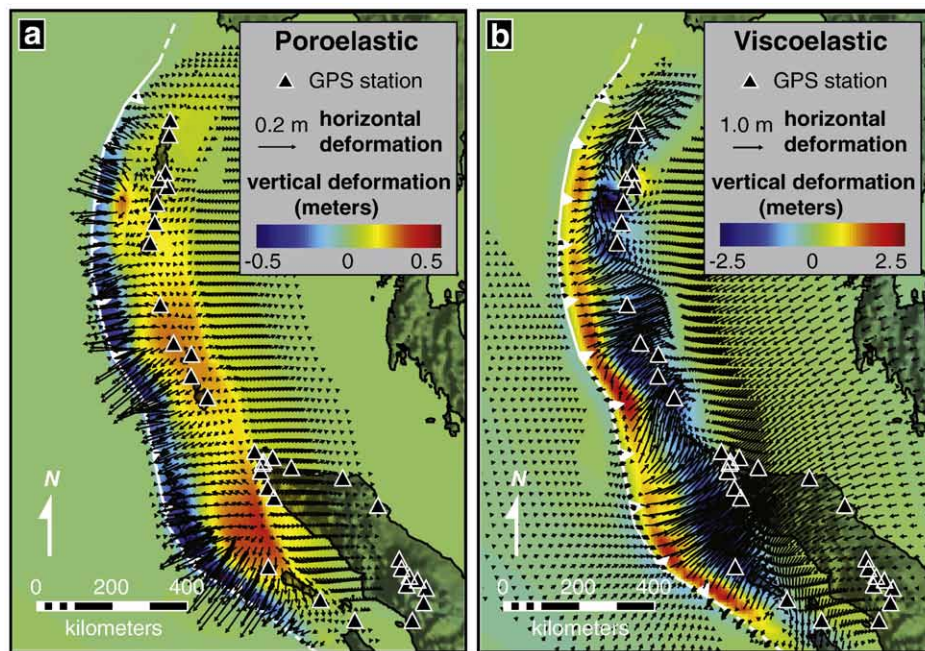 a
Poroelastic
GPS station
0.2 m horizontal
deformation
vertical deformation
(meters)
-0.5 0 0.5
N
0 200 400
kilometers
b
Viscoelastic
GPS station
1.0 m horizontal
deformation
vertical deformation
(meters)
-2.5 0 2.5
N
0 200 400
kilometers